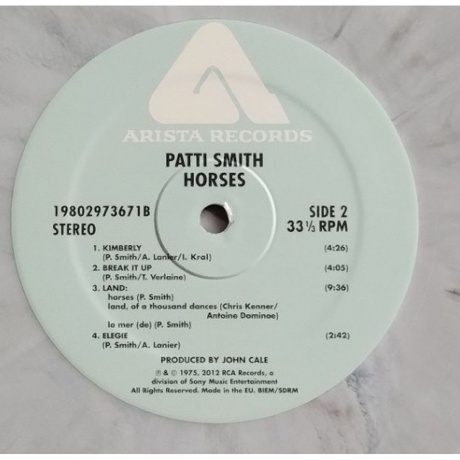 ARISTA RECORDS
PATTI SMITH
HORSES
19802973671B
STEREO
SIDE 2
33⅓ RPM
1. KIMBERLY (4:26)
(P. Smith/A. Lanier/I. Kral)
2. BREAK IT UP (4:05)
(P. Smith/T. Verlaine)
3. LAND: (9:36)
horses (P. Smith)
land, of a thousand dances (Chris Kenner/
Antoine Dominoe)
la mer (de) (P. Smith)
4. ELEGIE (2:42)
(P. Smith/A. Lanier)
PRODUCED BY JOHN CALE
℗ & © 1975, 2012 RCA Records, a
division of Sony Music Entertainment
All Rights Reserved. Made in the EU. BIEM/SDRM